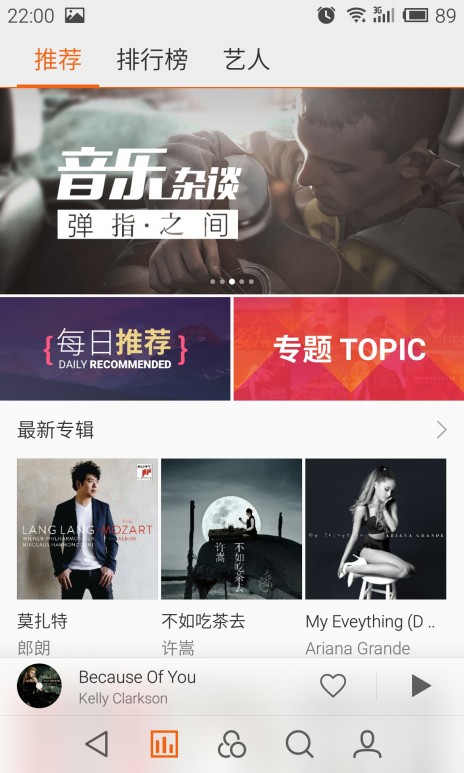 22:00
3G
89
推荐
排行榜
艺人
音乐杂谈
弹指·之间
{每日推荐}
DAILY RECOMMENDED
专题 TOPIC
最新专辑
LANG LANG
MOZART
ALBUM
WIENER PHILHARMONIKER
NIKOLAUS HARNONCOURT
不如吃茶去
许嵩
ARIANA GRANDE
莫扎特
不如吃茶去
My Eveything (D ..
郎朗
许嵩
Ariana Grande
Because Of You
Kelly Clarkson